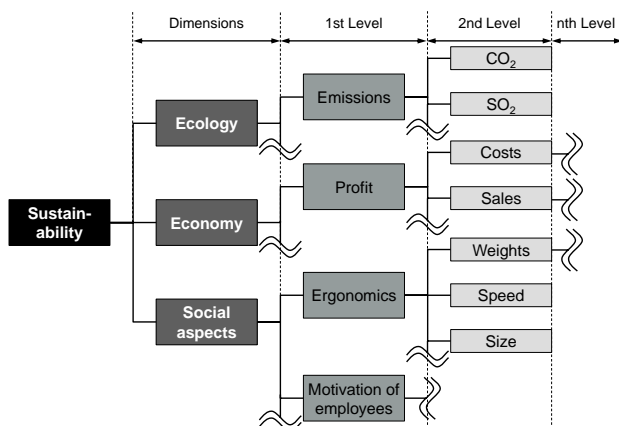 Dimensions
1st Level
2nd Level
nth Level
Sustain-
ability
Ecology
Economy
Social
aspects
Emissions
Profit
Ergonomics
Motivation of
employees
CO₂
SO₂
Costs
Sales
Weights
Speed
Size